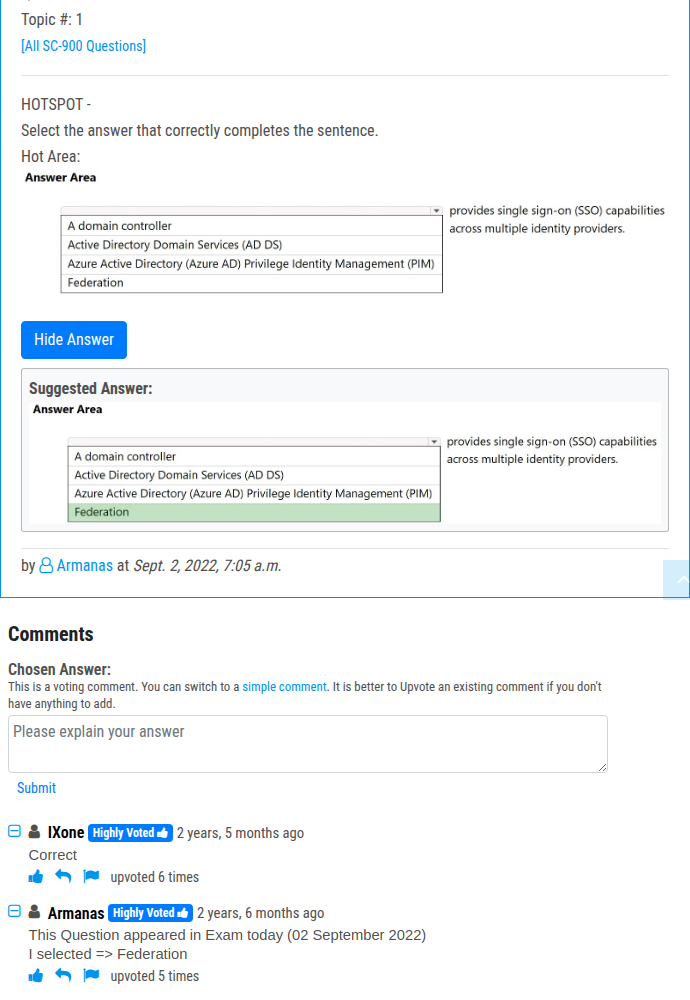 Topic #: 1
[All SC-900 Questions]
HOTSPOT -
Select the answer that correctly completes the sentence.
Hot Area:
Answer Area
provides single sign-on (SSO) capabilities
across multiple identity providers.
A domain controller
Active Directory Domain Services (AD DS)
Azure Active Directory (Azure AD) Privilege Identity Management (PIM)
Federation
Hide Answer
Suggested Answer:
Answer Area
provides single sign-on (SSO) capabilities
across multiple identity providers.
A domain controller
Active Directory Domain Services (AD DS)
Azure Active Directory (Azure AD) Privilege Identity Management (PIM)
Federation
by Armanas at Sept. 2, 2022, 7:05 a.m.
Comments
Chosen Answer:
This is a voting comment. You can switch to a simple comment. It is better to Upvote an existing comment if you don't
have anything to add.
Please explain your answer
Submit
IXone Highly Voted 2 years, 5 months ago
Correct
upvoted 6 times
Armanas Highly Voted 2 years, 6 months ago
This Question appeared in Exam today (02 September 2022)
I selected => Federation
upvoted 5 times